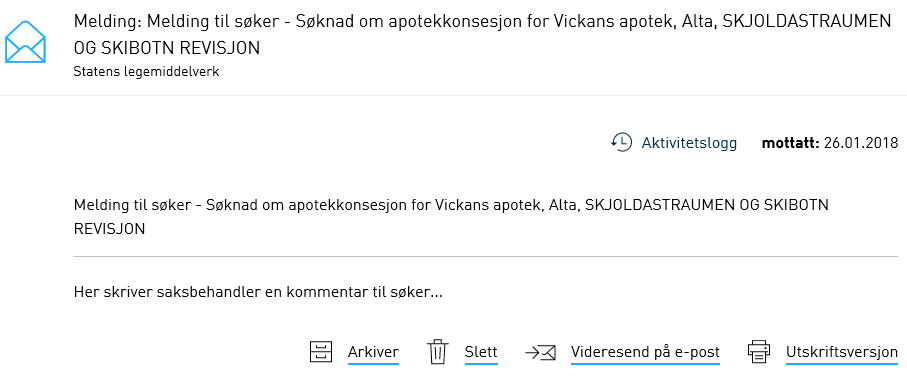 Melding: Melding til søker - Søknad om apotekkonsesjon for Vickans apotek, Alta, SKJOLDASTRAUMEN
OG SKIBOTN REVISJON
Statens legemiddelverk
Aktivitetslogg mottatt: 26.01.2018
Melding til søker - Søknad om apotekkonsesjon for Vickans apotek, Alta, SKJOLDASTRAUMEN OG SKIBOTN
REVISJON
Her skriver saksbehandler en kommentar til søker...
Arkiver Slett Videresend på e-post Utskriftsversjon